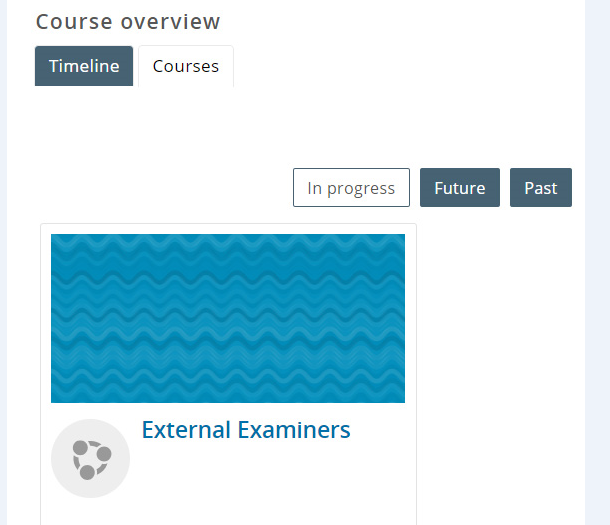 Course overview
Timeline Courses
In progress Future Past
External Examiners